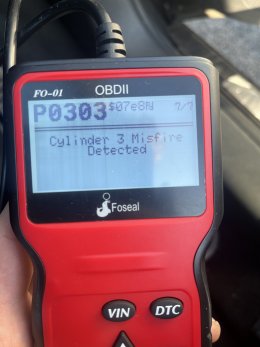 FO-01 OBDII
P0303 $07e8N 7/7
Cylinder 3 Misfire
Detected
Foseal
VIN DTC